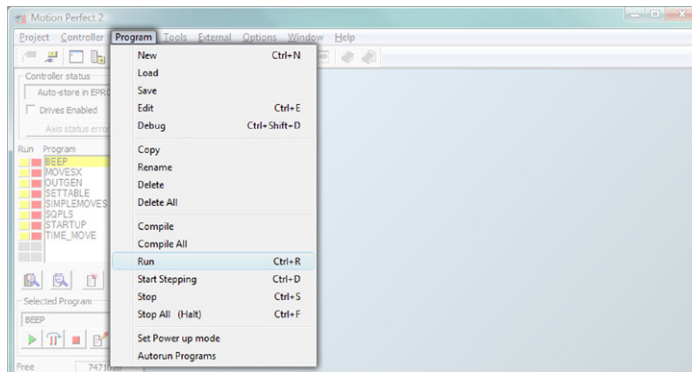 Motion Perfect 2
Project Controller Program Tools External Options Window Help
Controller status
Auto-store in EPRO
Drives Enabled
Axis status erro
Run Program
BEEP
MOVESX
OUTGEN
SETTABLE
SIMPLEMOVES
SQPLS
STARTUP
TIME_MOVE
Selected Program
BEEP
Free
New Ctrl+N
Load
Save
Edit Ctrl+E
Debug Ctrl+Shift+D
Copy
Rename
Delete
Delete All
Compile
Compile All
Run Ctrl+R
Start Stepping Ctrl+D
Stop Ctrl+S
Stop All (Halt) Ctrl+F
Set Power up mode
Autorun Programs